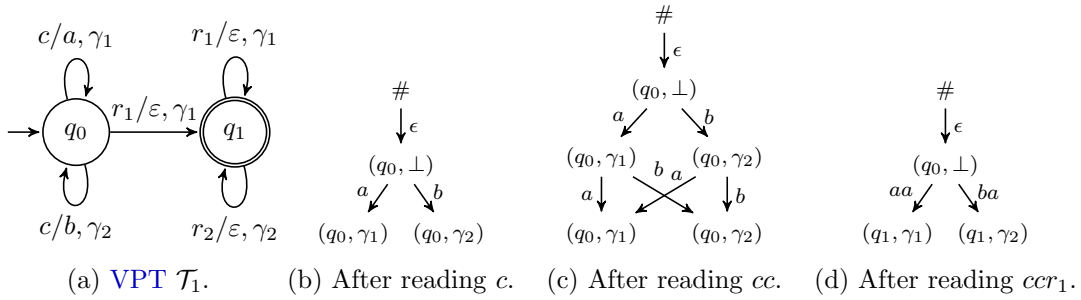 c/a, γ₁
q₀
c/b, γ₂
r₁/ε, γ₁
r₁/ε, γ₁
q₁
r₂/ε, γ₂
(a) VPT 𝒯₁.
#
ϵ
(q₀, ⊥)
a b
(q₀, γ₁) (q₀, γ₂)
(b) After reading c.
#
ϵ
(q₀, ⊥)
a b
(q₀, γ₁) (q₀, γ₂)
a b a b
(q₀, γ₁) (q₀, γ₂)
(c) After reading cc.
#
ϵ
(q₀, ⊥)
aa ba
(q₁, γ₁) (q₁, γ₂)
(d) After reading ccr₁.